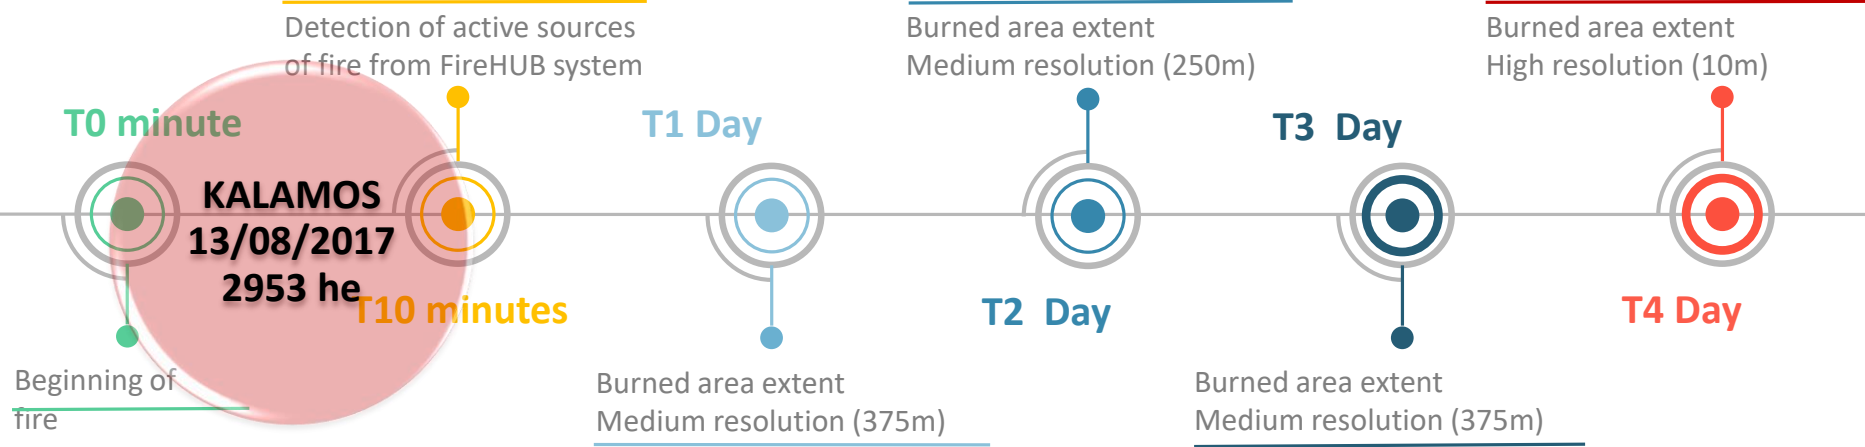 Detection of active sources
of fire from FireHUB system
Burned area extent
Medium resolution (250m)
Burned area extent
High resolution (10m)
T0 minute
T1 Day
T3 Day
KALAMOS
13/08/2017
2953 he
T10 minutes
T2 Day
T4 Day
Beginning of
fire
Burned area extent
Medium resolution (375m)
Burned area extent
Medium resolution (375m)